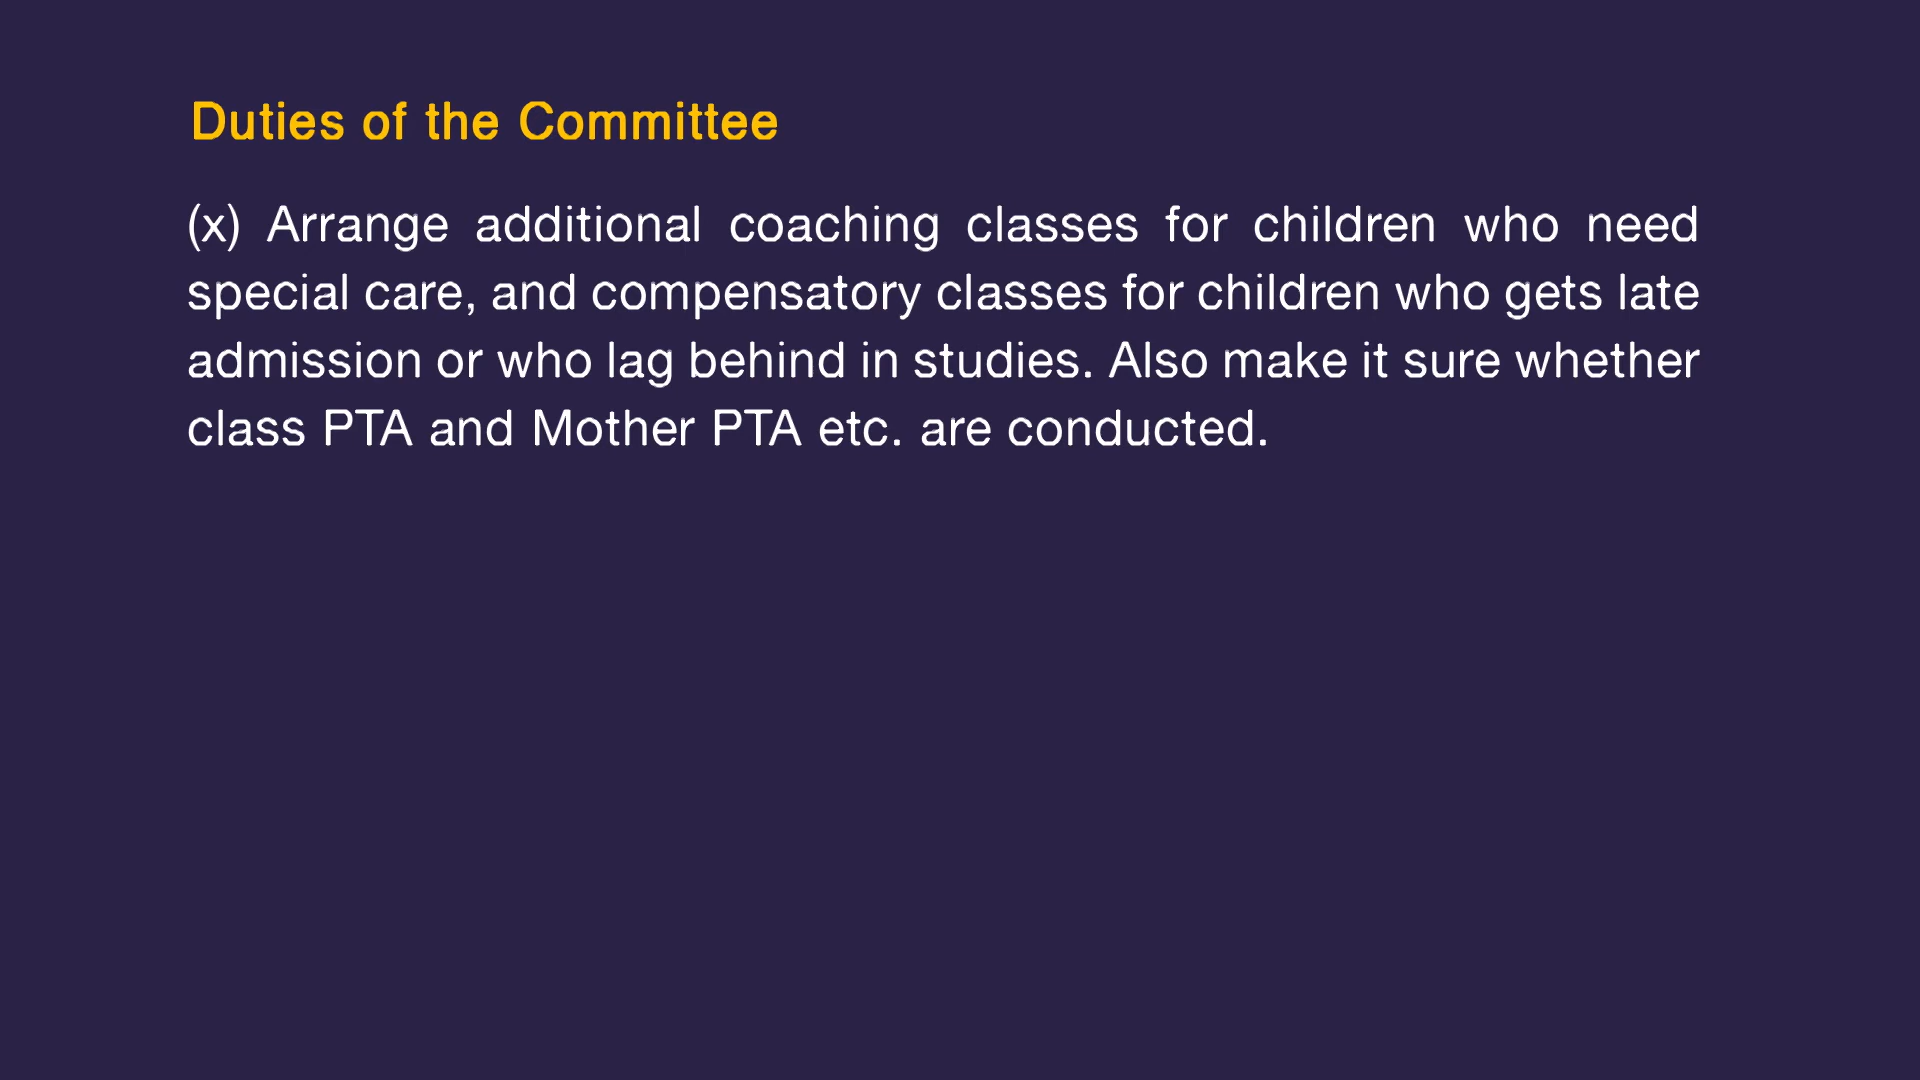 Duties of the Committee
(x) Arrange additional coaching classes for children who need
special care, and compensatory classes for children who gets late
admission or who lag behind in studies. Also make it sure whether
class PTA and Mother PTA etc. are conducted.